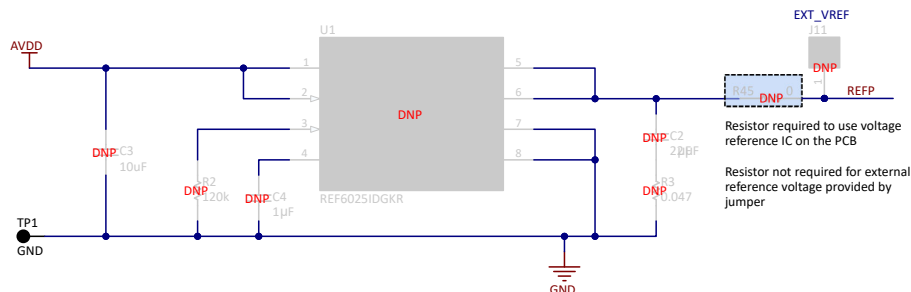 EXT_VREF
U1
J11
AVDD
DNP
1
5
R45
0
DNP
1
REFP
2
6
DNP
3
7
DNP
C2
22µF
Resistor required to use voltage
reference IC on the PCB
DNP
C3
10uF
4
8
Resistor not required for external
reference voltage provided by
jumper
DNP
R2
120k
DNP
C4
1µF
DNP
R3
0.047
REF6025IDGKR
TP1
GND
GND